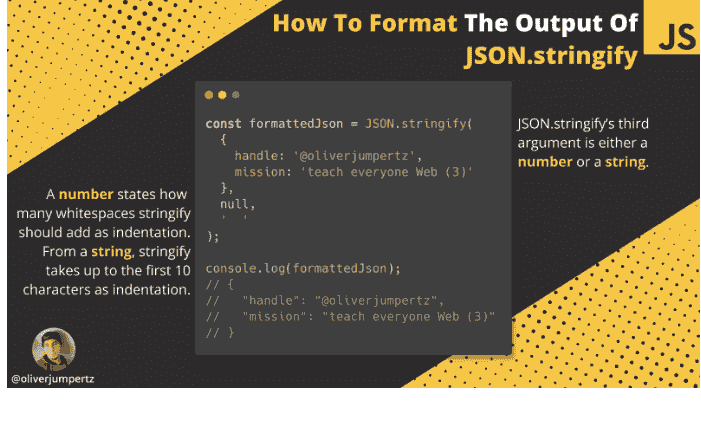 How To Format The Output Of
JSON.stringify
JS
const formattedJson = JSON.stringify(
  {
    handle: '@oliverjumpertz',
    mission: 'teach everyone Web (3)'
  },
  null,
  '  '
);
console.log(formattedJson);
// {
//   "handle": "@oliverjumpertz",
//   "mission": "teach everyone Web (3)"
// }
JSON.stringify's third
argument is either a
number or a string.
A number states how
many whitespaces stringify
should add as indentation.
From a string, stringify
takes up to the first 10
characters as indentation.
@oliverjumpertz